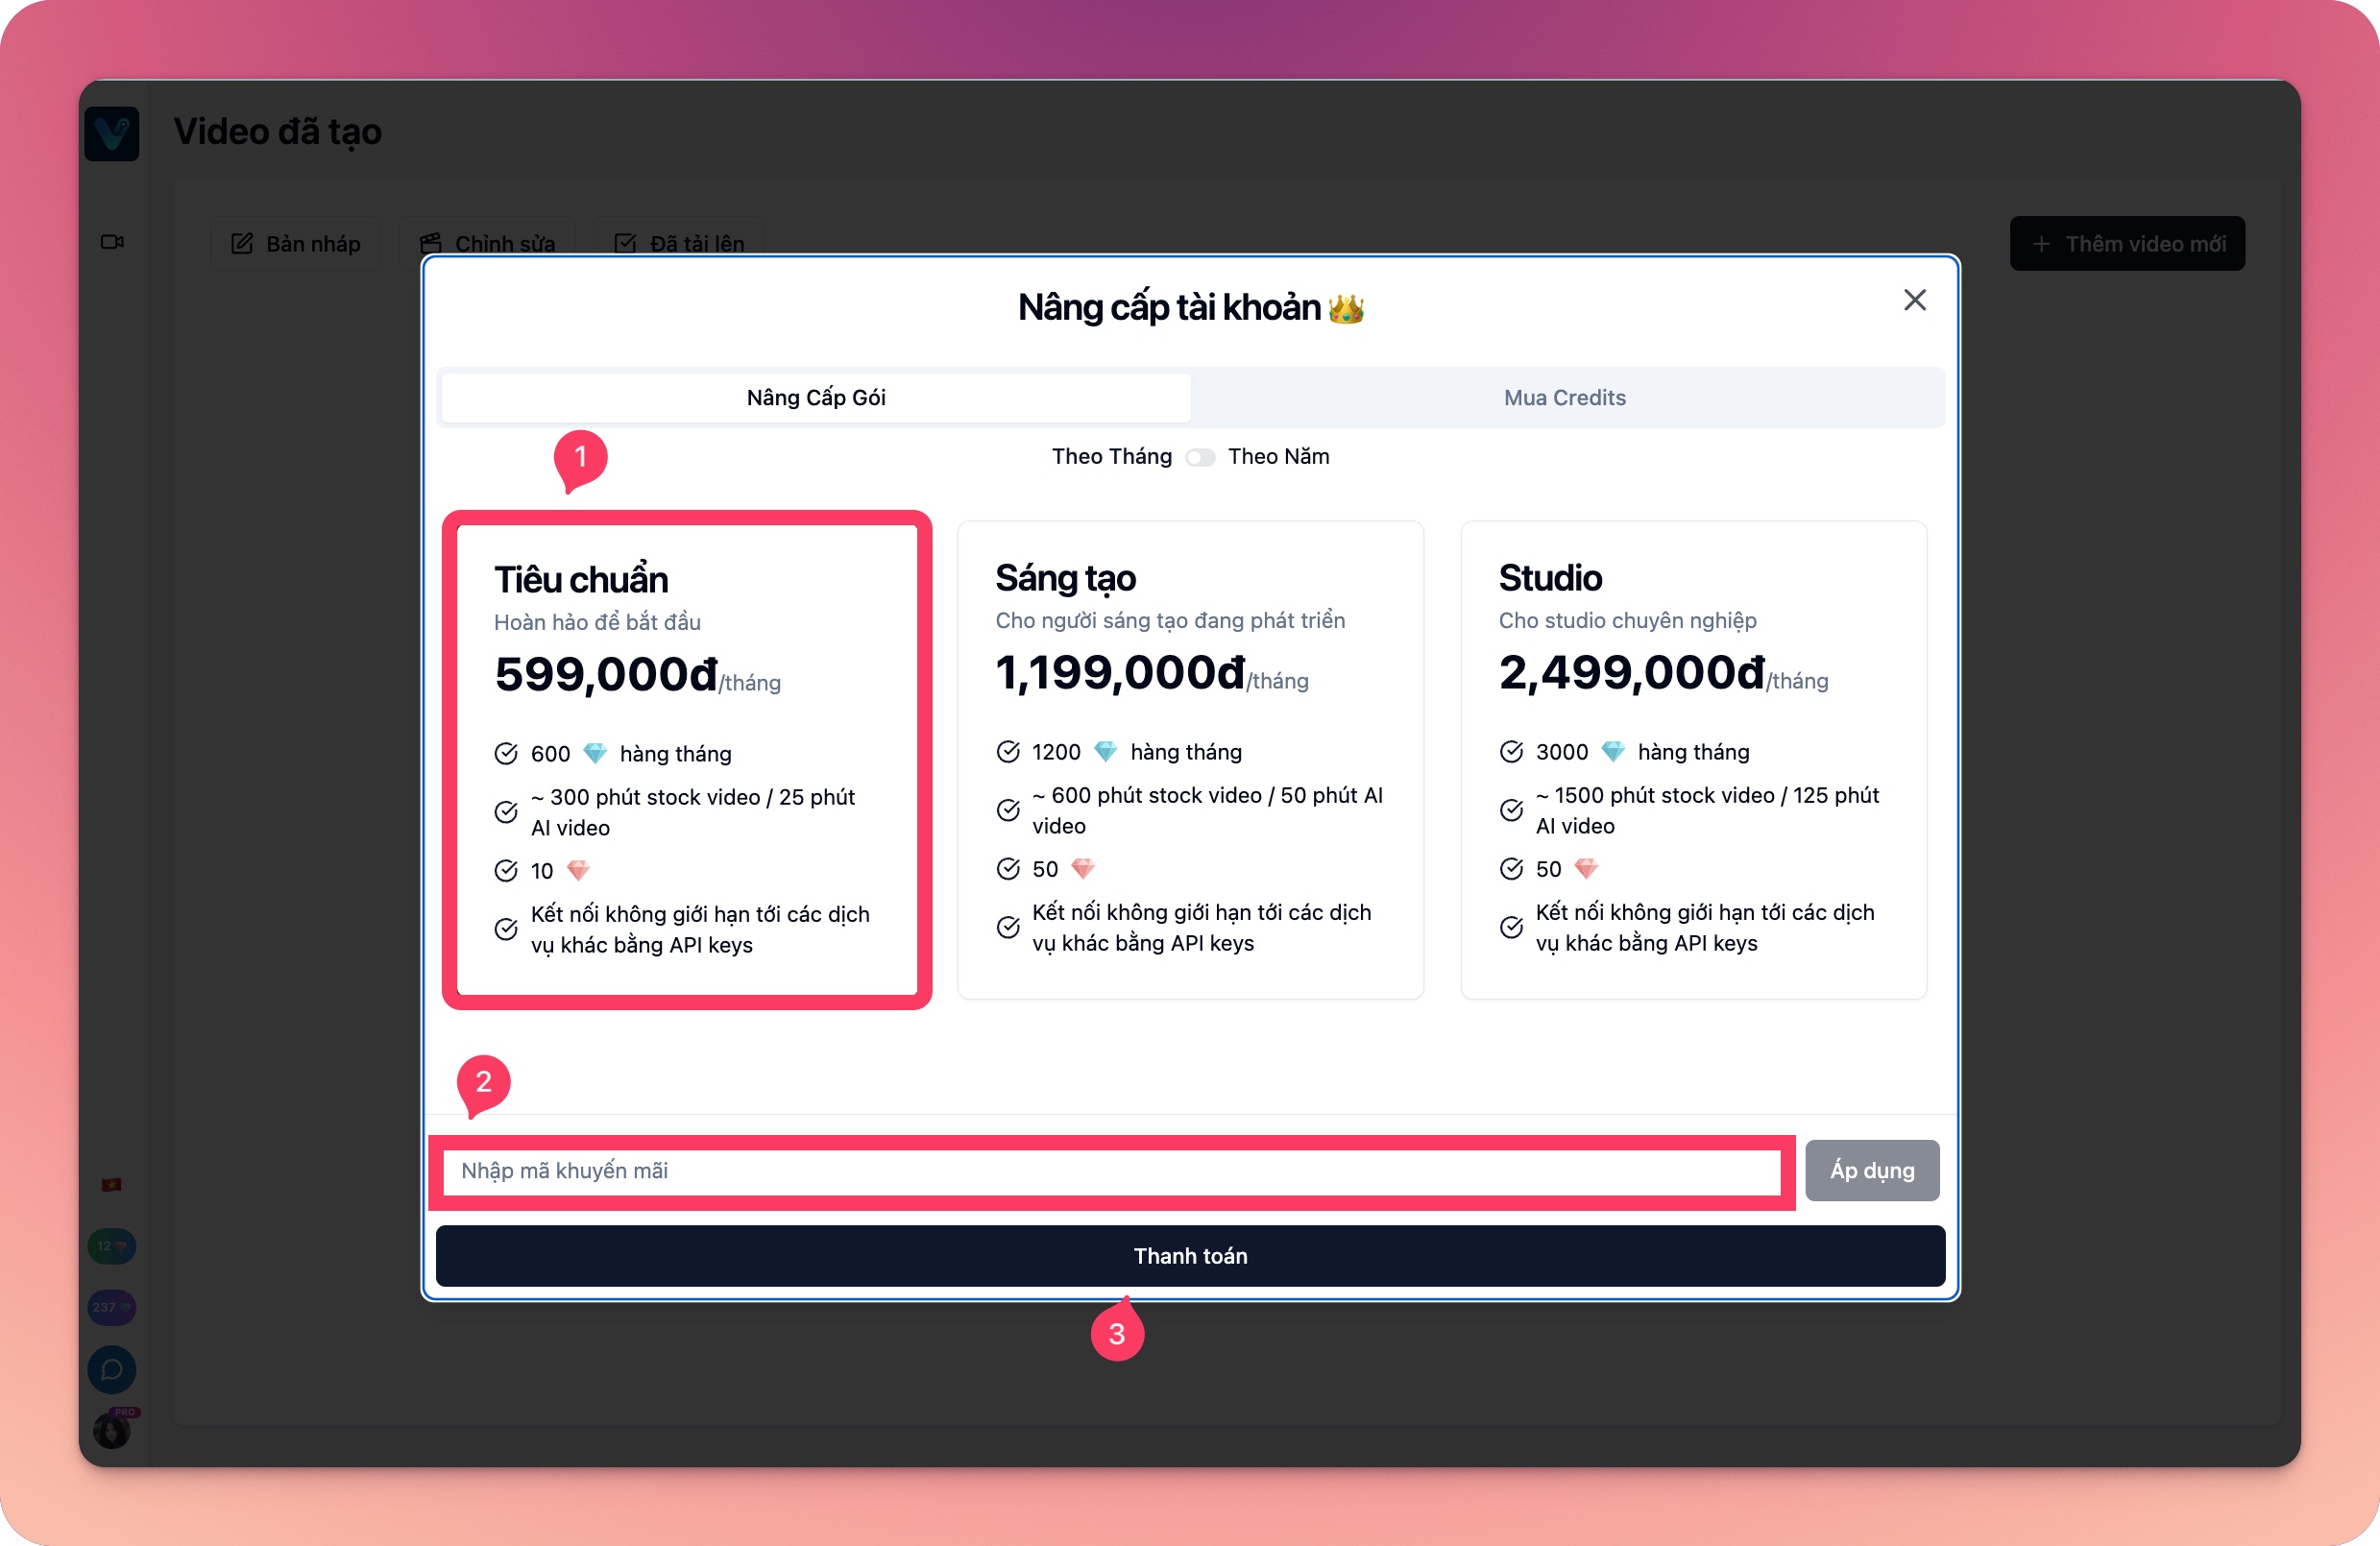 Video đã tạo
Bản nháp
Chỉnh sửa
Đã tải lên
Thêm video mới
Nâng cấp tài khoản
Nâng Cấp Gói
Mua Credits
1
Theo Tháng
Theo Năm
Tiêu chuẩn
Hoàn hảo để bắt đầu
599,000đ/tháng
600 hàng tháng
~ 300 phút stock video / 25 phút
AI video
10
Kết nối không giới hạn tới các dịch
vụ khác bằng API keys
Sáng tạo
Cho người sáng tạo đang phát triển
1,199,000đ/tháng
1200 hàng tháng
~ 600 phút stock video / 50 phút AI
video
50
Kết nối không giới hạn tới các dịch
vụ khác bằng API keys
Studio
Cho studio chuyên nghiệp
2,499,000đ/tháng
3000 hàng tháng
~ 1500 phút stock video / 125 phút
AI video
50
Kết nối không giới hạn tới các dịch
vụ khác bằng API keys
2
Nhập mã khuyến mãi
Áp dụng
Thanh toán
3
12
237
PRO